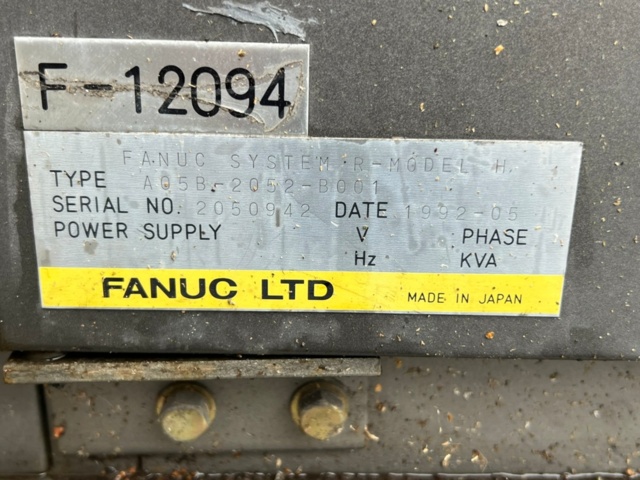 F-12094
FANUC SYSTEM R-MODEL H
TYPE A05B-2052-B001
SERIAL NO. 2050942 DATE 1992-05
POWER SUPPLY V PHASE
Hz KVA
FANUC LTD MADE IN JAPAN